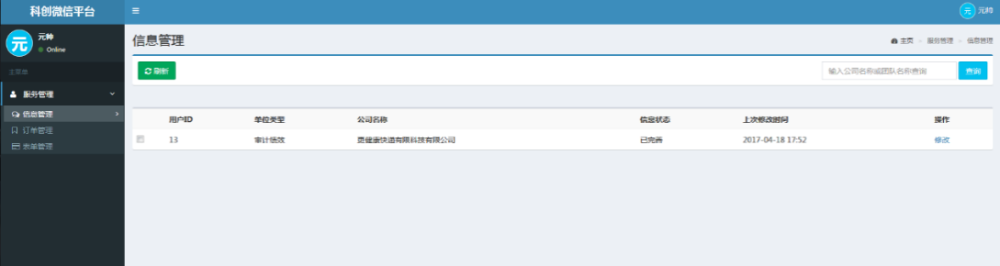 科创微信平台
元帅
元 元帅
Online
主菜单
服务管理
信息管理
订单管理
表单管理
信息管理
主页 > 服务管理 > 信息管理
刷新
输入公司名称或团队名称查询 查询
用户ID 单位类型 公司名称 信息状态 上次修改时间 操作
13 审计绩效 更健康快递有限科技有限公司 已完善 2017-04-18 17:52 修改